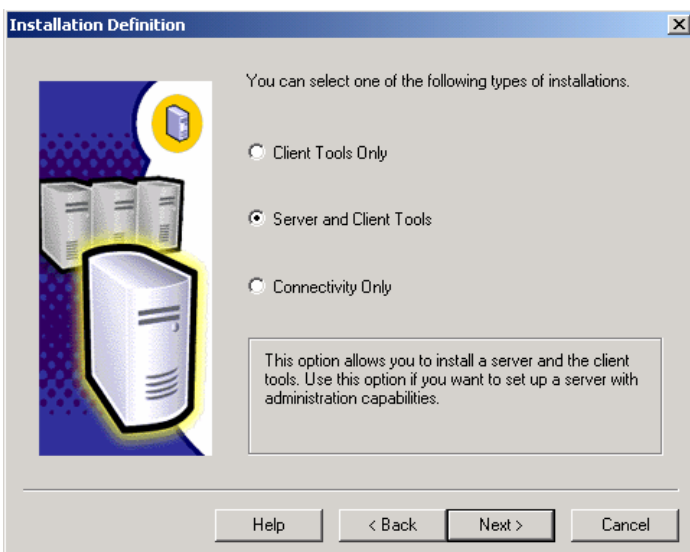 Installation Definition
You can select one of the following types of installations.
Client Tools Only
Server and Client Tools
Connectivity Only
This option allows you to install a server and the client
tools. Use this option if you want to set up a server with
administration capabilities.
Help
< Back
Next >
Cancel